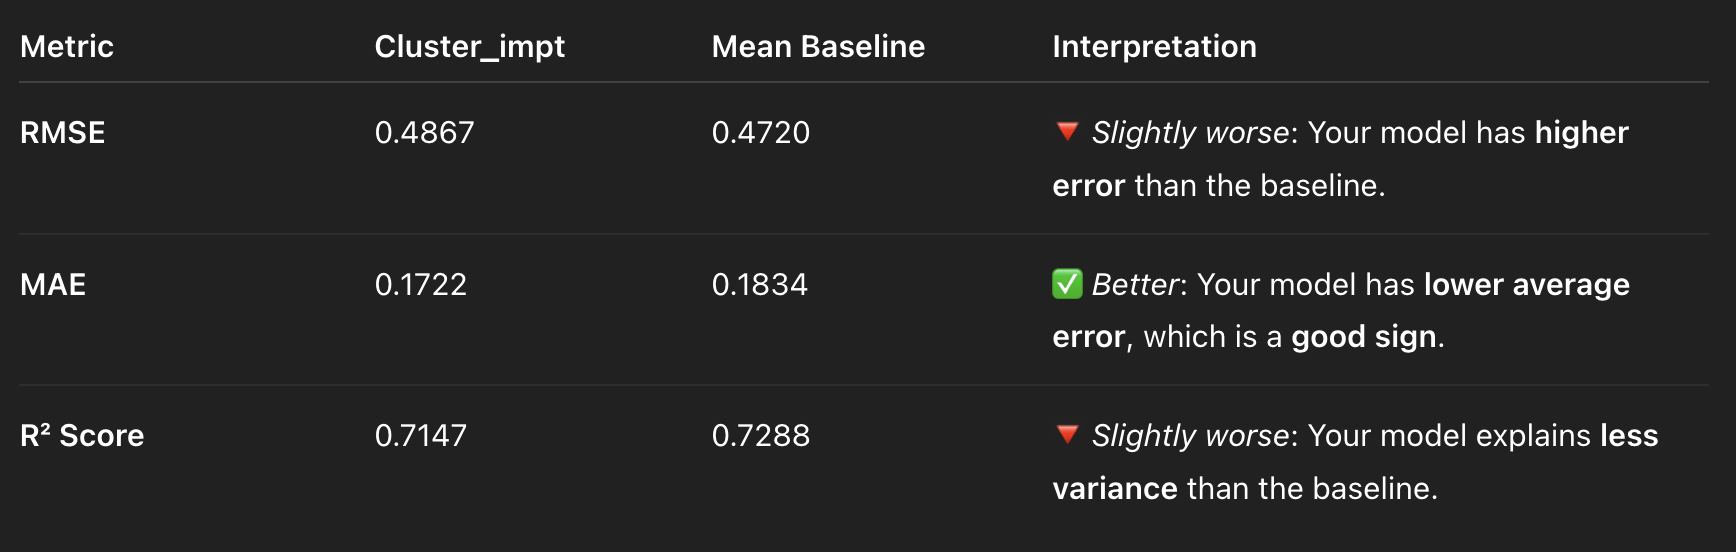 Metric Cluster_impt Mean Baseline Interpretation
RMSE 0.4867 0.4720 🔻 Slightly worse: Your model has higher
error than the baseline.
MAE 0.1722 0.1834 ✅ Better: Your model has lower average
error, which is a good sign.
R² Score 0.7147 0.7288 🔻 Slightly worse: Your model explains less
variance than the baseline.